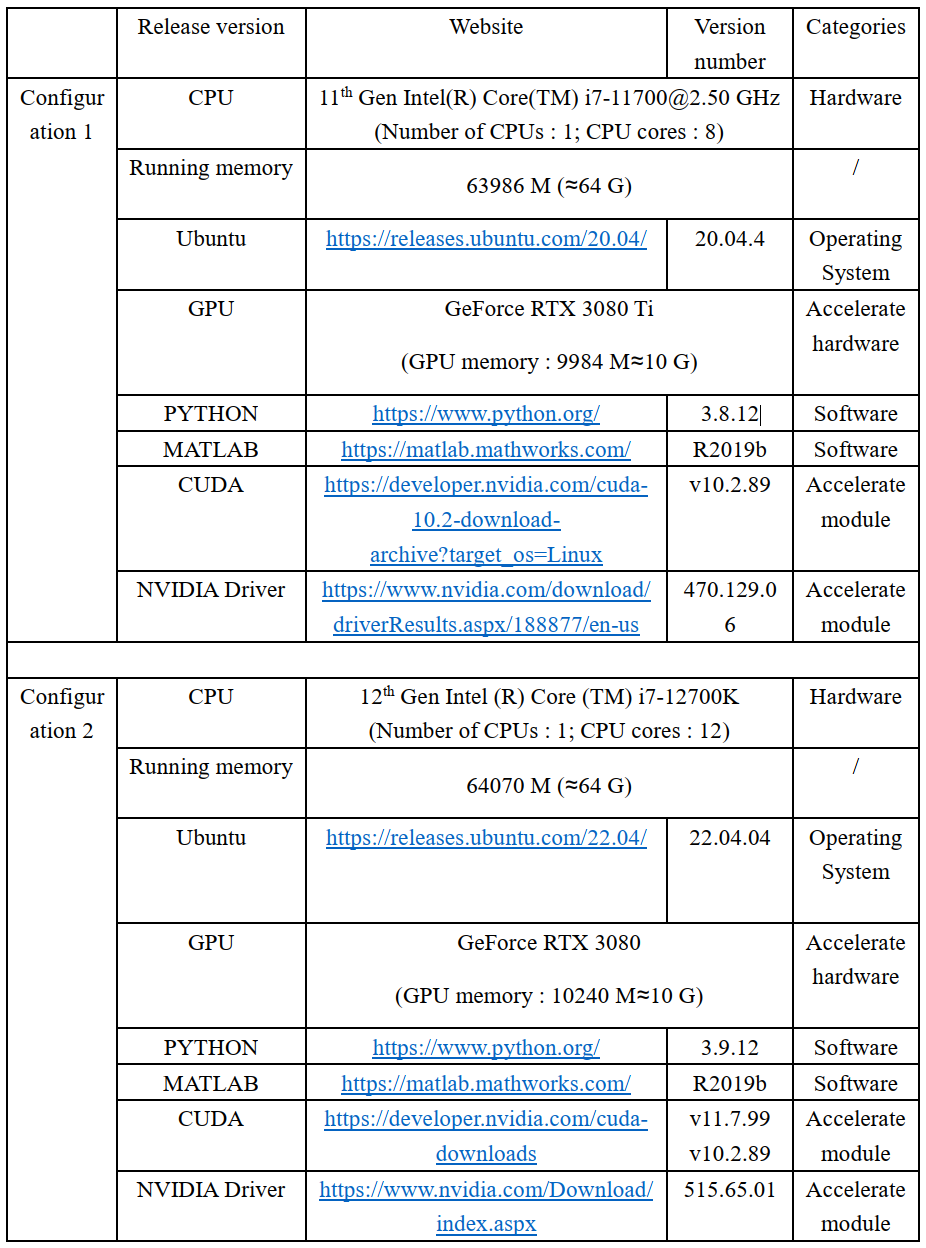 Release version Website Version Categories
number
Configur CPU 11th Gen Intel(R) Core(TM) i7-11700@2.50 GHz Hardware
ation 1 (Number of CPUs : 1; CPU cores : 8)
Running memory /
63986 M (≈64 G)
Ubuntu https://releases.ubuntu.com/20.04/ 20.04.4 Operating
System
GPU GeForce RTX 3080 Ti Accelerate
hardware
(GPU memory : 9984 M≈10 G)
PYTHON https://www.python.org/ 3.8.12 Software
MATLAB https://matlab.mathworks.com/ R2019b Software
CUDA https://developer.nvidia.com/cuda- v10.2.89 Accelerate
10.2-download- module
archive?target_os=Linux
NVIDIA Driver https://www.nvidia.com/download/ 470.129.0 Accelerate
driverResults.aspx/188877/en-us 6 module
Configur CPU 12th Gen Intel (R) Core (TM) i7-12700K Hardware
ation 2 (Number of CPUs : 1; CPU cores : 12)
Running memory /
64070 M (≈64 G)
Ubuntu https://releases.ubuntu.com/22.04/ 22.04.04 Operating
System
GPU GeForce RTX 3080 Accelerate
hardware
(GPU memory : 10240 M≈10 G)
PYTHON https://www.python.org/ 3.9.12 Software
MATLAB https://matlab.mathworks.com/ R2019b Software
CUDA https://developer.nvidia.com/cuda- v11.7.99 Accelerate
downloads v10.2.89 module
NVIDIA Driver https://www.nvidia.com/Download/ 515.65.01 Accelerate
index.aspx module